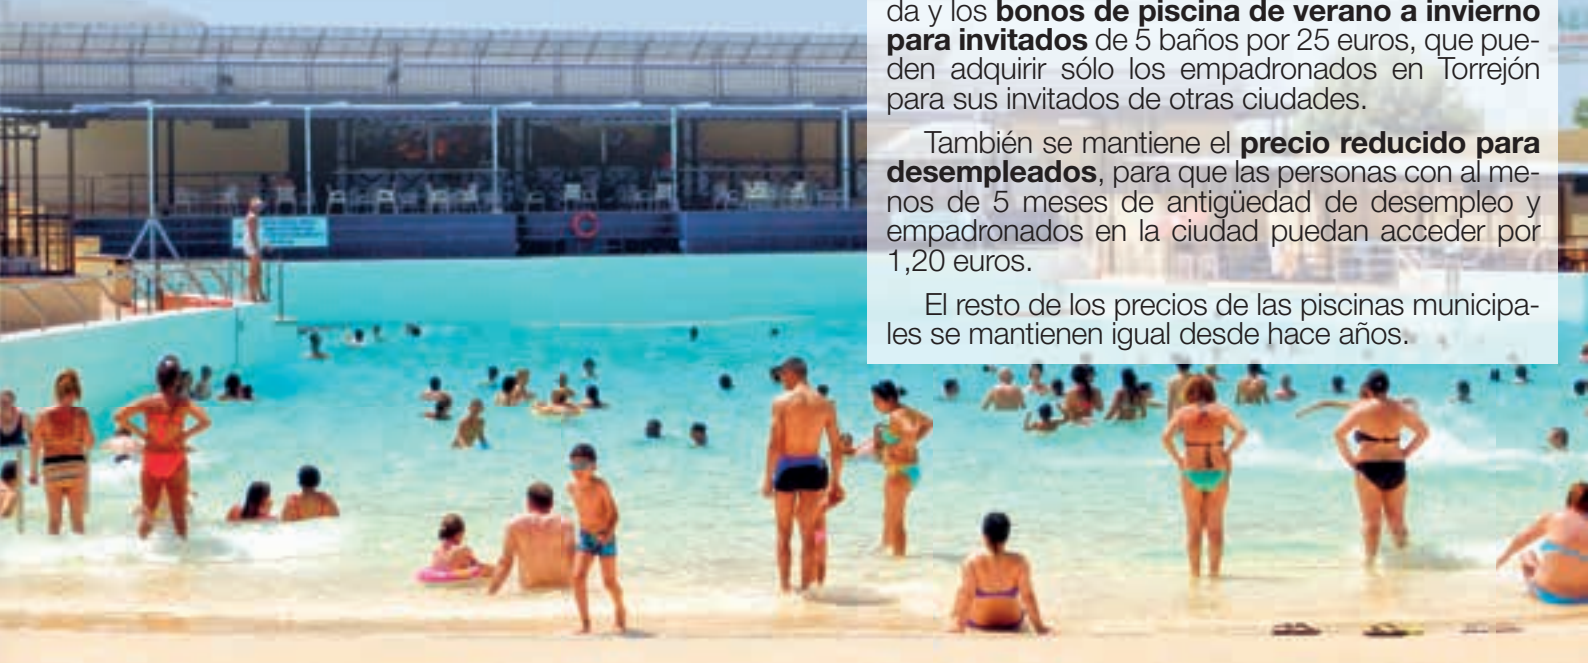 da y los bonos de piscina de verano a invierno
para invitados de 5 baños por 25 euros, que pue-
den adquirir sólo los empadronados en Torrejón
para sus invitados de otras ciudades.
También se mantiene el precio reducido para
desempleados, para que las personas con al me-
nos de 5 meses de antigüedad de desempleo y
empadronados en la ciudad puedan acceder por
1,20 euros.
El resto de los precios de las piscinas municipa-
les se mantienen igual desde hace años.